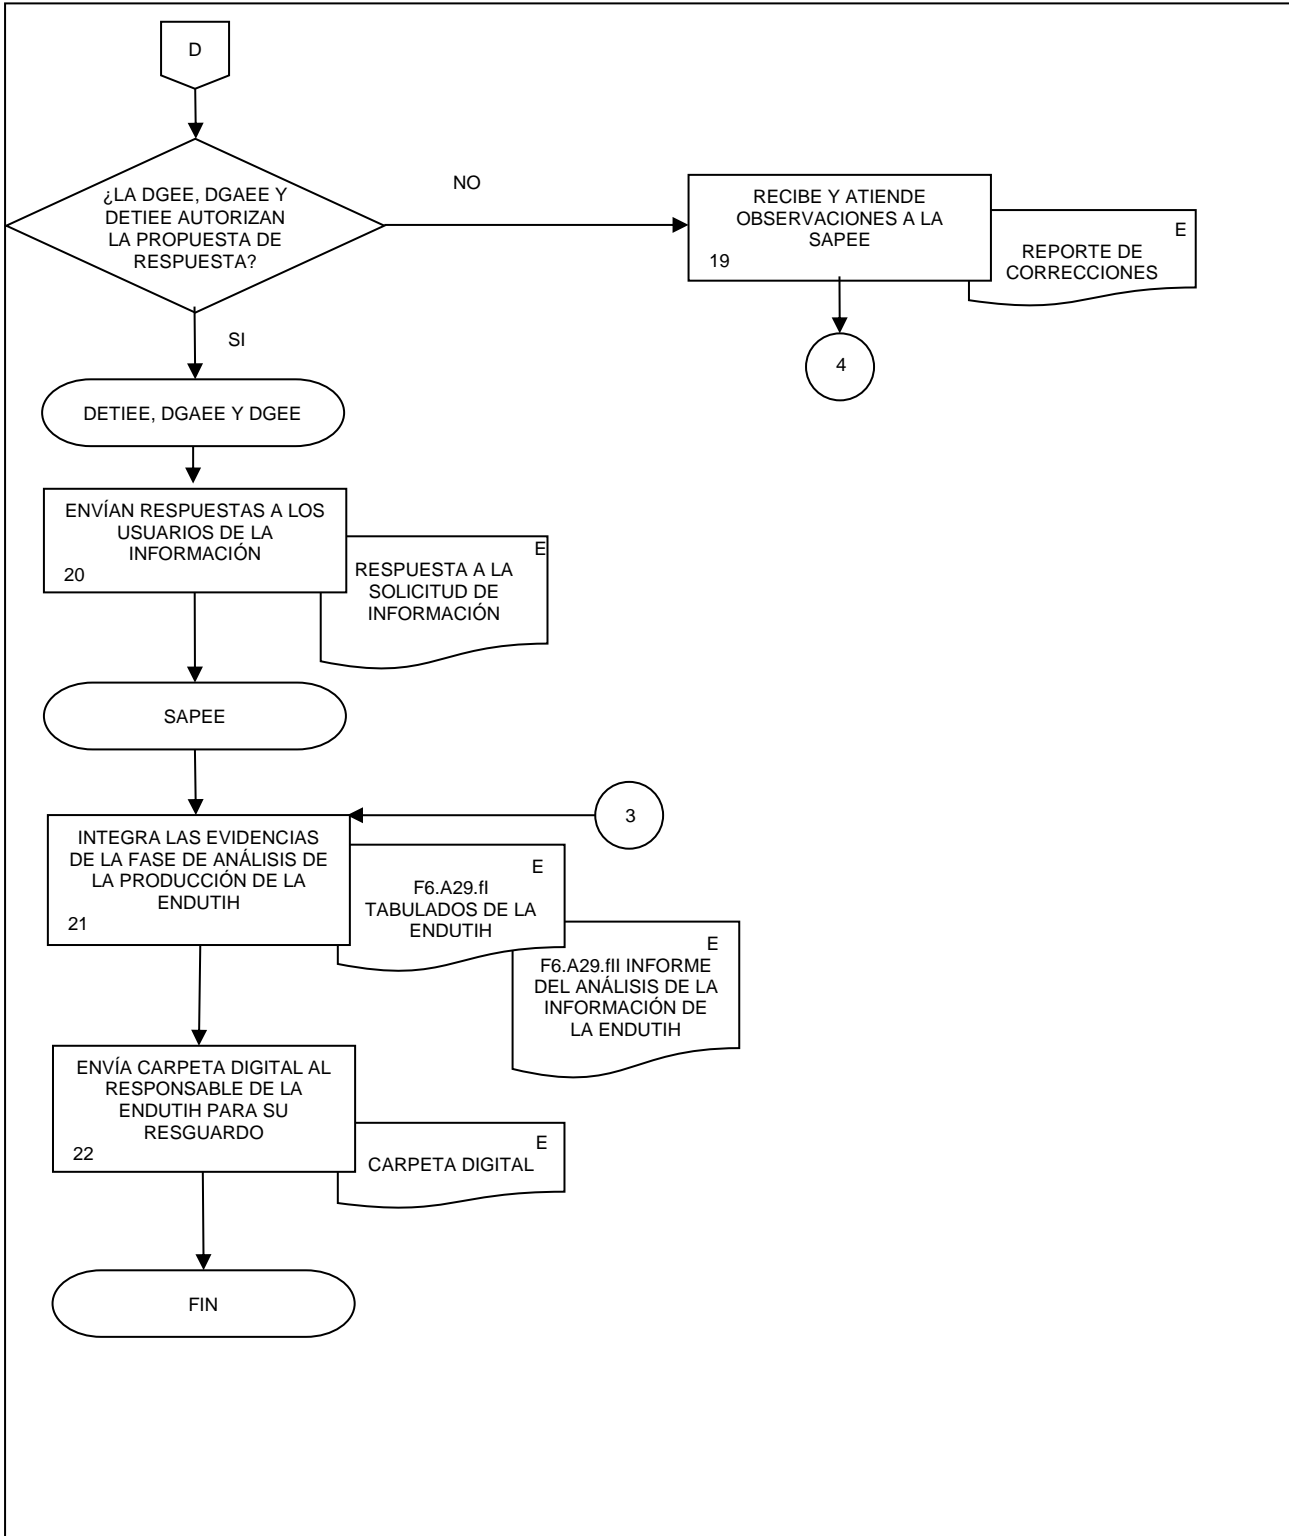 D
¿LA DGEE, DGAEE Y
DETIEE AUTORIZAN
LA PROPUESTA DE
RESPUESTA?
NO
RECIBE Y ATIENDE
OBSERVACIONES A LA
SAPEE
19
E
REPORTE DE
CORRECCIONES
4
SI
DETIEE, DGAEE Y DGEE
ENVÍAN RESPUESTAS A LOS
USUARIOS DE LA
INFORMACIÓN
20
E
RESPUESTA A LA
SOLICITUD DE
INFORMACIÓN
SAPEE
3
INTEGRA LAS EVIDENCIAS
DE LA FASE DE ANÁLISIS DE
LA PRODUCCIÓN DE LA
ENDUTIH
21
E
F6.A29.fI
TABULADOS DE LA
ENDUTIH
E
F6.A29.fII INFORME
DEL ANÁLISIS DE LA
INFORMACIÓN DE
LA ENDUTIH
ENVÍA CARPETA DIGITAL AL
RESPONSABLE DE LA
ENDUTIH PARA SU
RESGUARDO
22
E
CARPETA DIGITAL
FIN